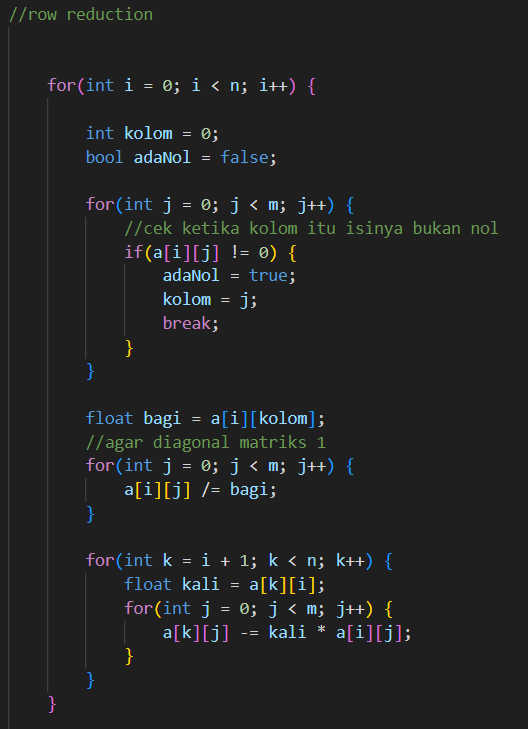 //row reduction
for(int i = 0; i < n; i++) {
int kolom = 0;
bool adaNol = false;
for(int j = 0; j < m; j++) {
//cek ketika kolom itu isinya bukan nol
if(a[i][j] != 0) {
adaNol = true;
kolom = j;
break;
}
}
float bagi = a[i][kolom];
//agar diagonal matriks 1
for(int j = 0; j < m; j++) {
a[i][j] /= bagi;
}
for(int k = i + 1; k < n; k++) {
float kali = a[k][i];
for(int j = 0; j < m; j++) {
a[k][j] -= kali * a[i][j];
}
}
}